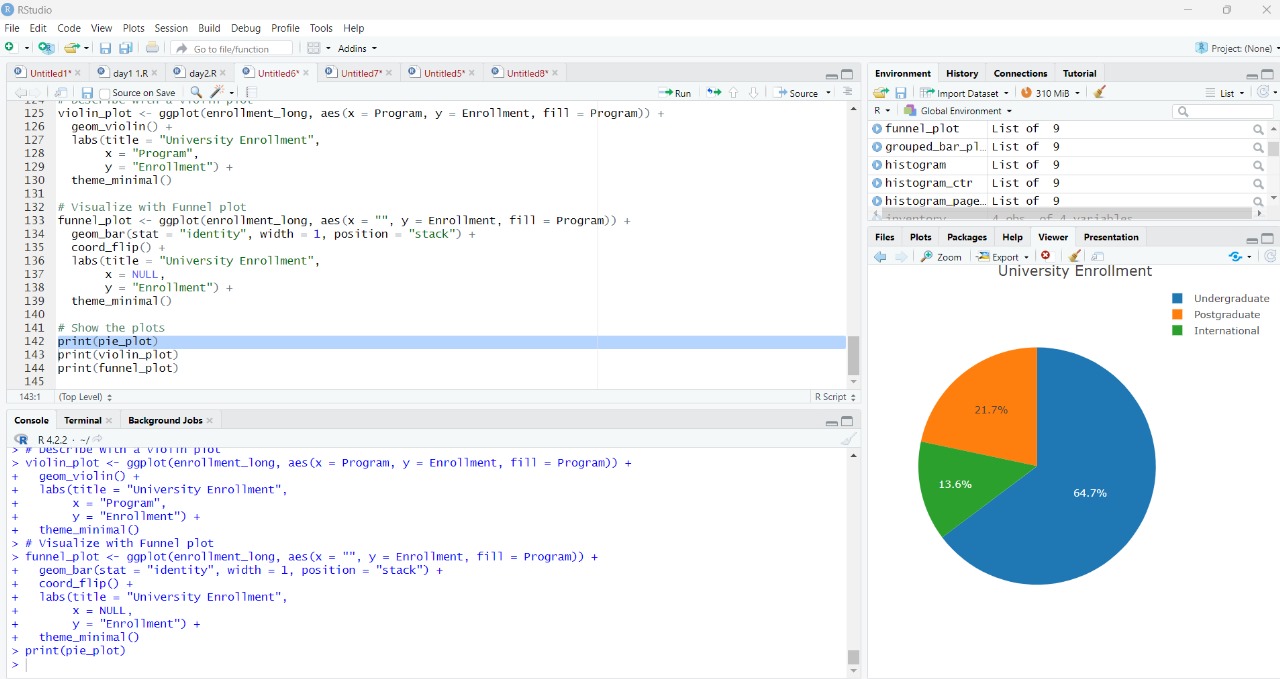 RStudio
File Edit Code View Plots Session Build Debug Profile Tools Help
Go to file/function Addins Project: (None)
Untitled1* day1 1.R day2.R Untitled6* Untitled7* Untitled5* Untitled8*
Source on Save Run Source
124 # Describe with a violin plot
125 violin_plot <- ggplot(enrollment_long, aes(x = Program, y = Enrollment, fill = Program)) +
126 geom_violin() +
127 labs(title = "University Enrollment",
128 x = "Program",
129 y = "Enrollment") +
130 theme_minimal()
131
132 # Visualize with Funnel plot
133 funnel_plot <- ggplot(enrollment_long, aes(x = "", y = Enrollment, fill = Program)) +
134 geom_bar(stat = "identity", width = 1, position = "stack") +
135 coord_flip() +
136 labs(title = "University Enrollment",
137 x = NULL,
138 y = "Enrollment") +
139 theme_minimal()
140
141 # Show the plots
142 print(pie_plot)
143 print(violin_plot)
144 print(funnel_plot)
145
143:1 (Top Level) R Script
Console Terminal Background Jobs
R 4.2.2 · ~/
> # Describe with a violin plot
> violin_plot <- ggplot(enrollment_long, aes(x = Program, y = Enrollment, fill = Program)) +
+ geom_violin() +
+ labs(title = "University Enrollment",
+ x = "Program",
+ y = "Enrollment") +
+ theme_minimal()
> # Visualize with Funnel plot
> funnel_plot <- ggplot(enrollment_long, aes(x = "", y = Enrollment, fill = Program)) +
+ geom_bar(stat = "identity", width = 1, position = "stack") +
+ coord_flip() +
+ labs(title = "University Enrollment",
+ x = NULL,
+ y = "Enrollment") +
+ theme_minimal()
> print(pie_plot)
>
Environment History Connections Tutorial
Import Dataset 310 MiB List
R Global Environment
funnel_plot List of 9
grouped_bar_pl… List of 9
histogram List of 9
histogram_ctr List of 9
histogram_page… List of 9
inventory 4 obs. of 4 variables
Files Plots Packages Help Viewer Presentation
Zoom Export
University Enrollment
Undergraduate
Postgraduate
International
21.7%
13.6%
64.7%